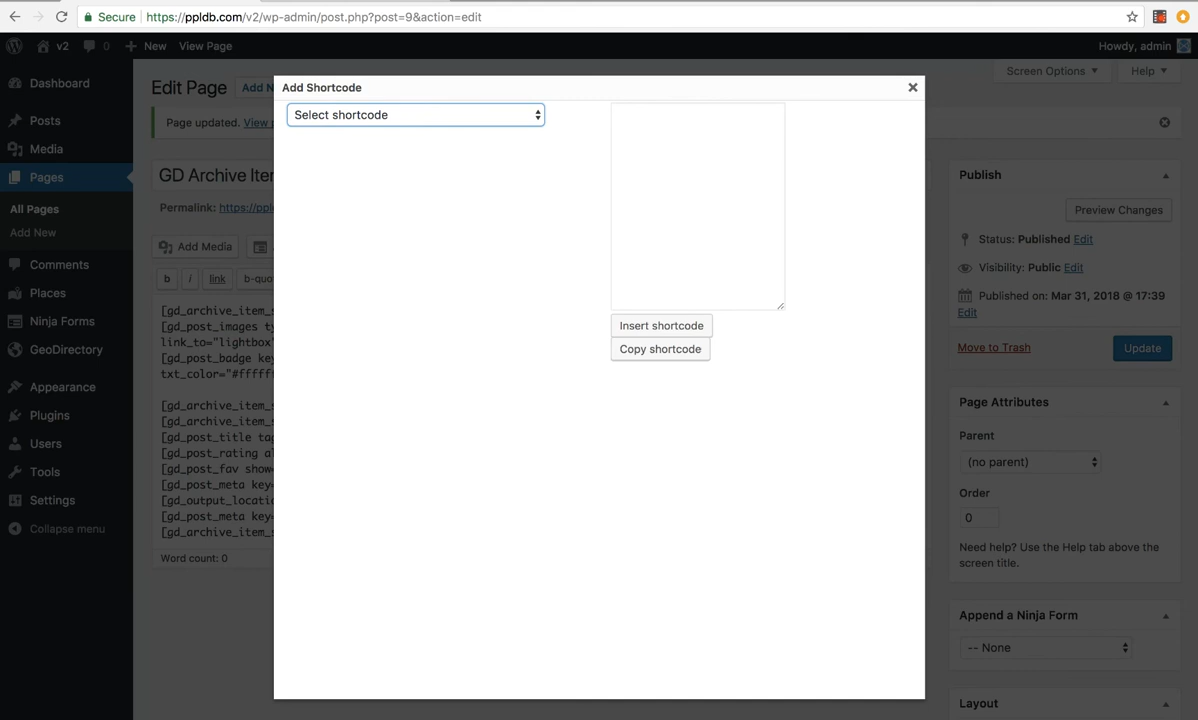 Secure | https://ppldb.com/v2/wp-admin/post.php?post=9&action=edit
v2 0 + New View Page
Howdy, admin
Dashboard
Posts
Media
Pages
All Pages
Add New
Comments
Places
Ninja Forms
GeoDirectory
Appearance
Plugins
Users
Tools
Settings
Collapse menu
Screen Options
Help
Edit Page
Add N
Page updated. View p
GD Archive Iter
Permalink: https://ppl
Add Media
b
i
link
b-quo
[gd_archive_item_s
[gd_post_images ty
link_to="lightbox"
[gd_post_badge key
txt_color="#ffffff
[gd_archive_item_s
[gd_archive_item_s
[gd_post_title tag
[gd_post_rating al
[gd_post_fav show=
[gd_post_meta key=
[gd_output_locatio
[gd_post_meta key=
[gd_archive_item_s
Word count: 0
Add Shortcode
Select shortcode
Insert shortcode
Copy shortcode
Publish
Preview Changes
Status: Published Edit
Visibility: Public Edit
Published on: Mar 31, 2018 @ 17:39
Edit
Move to Trash
Update
Page Attributes
Parent
(no parent)
Order
0
Need help? Use the Help tab above the
screen title.
Append a Ninja Form
-- None
Layout